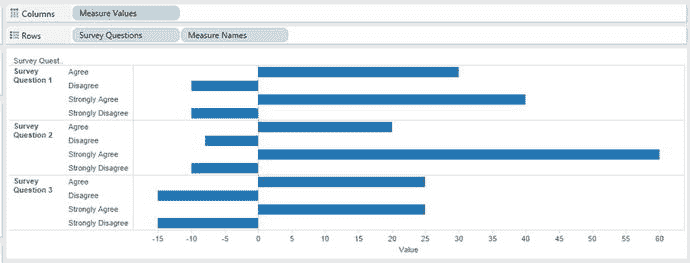 Columns Measure Values
Rows Survey Questions Measure Names
Survey Quest..
Survey Question 1
Agree
Disagree
Strongly Agree
Strongly Disagree
Survey Question 2
Agree
Disagree
Strongly Agree
Strongly Disagree
Survey Question 3
Agree
Disagree
Strongly Agree
Strongly Disagree
-15 -10 -5 0 5 10 15 20 25 30 35 40 45 50 55 60
Value